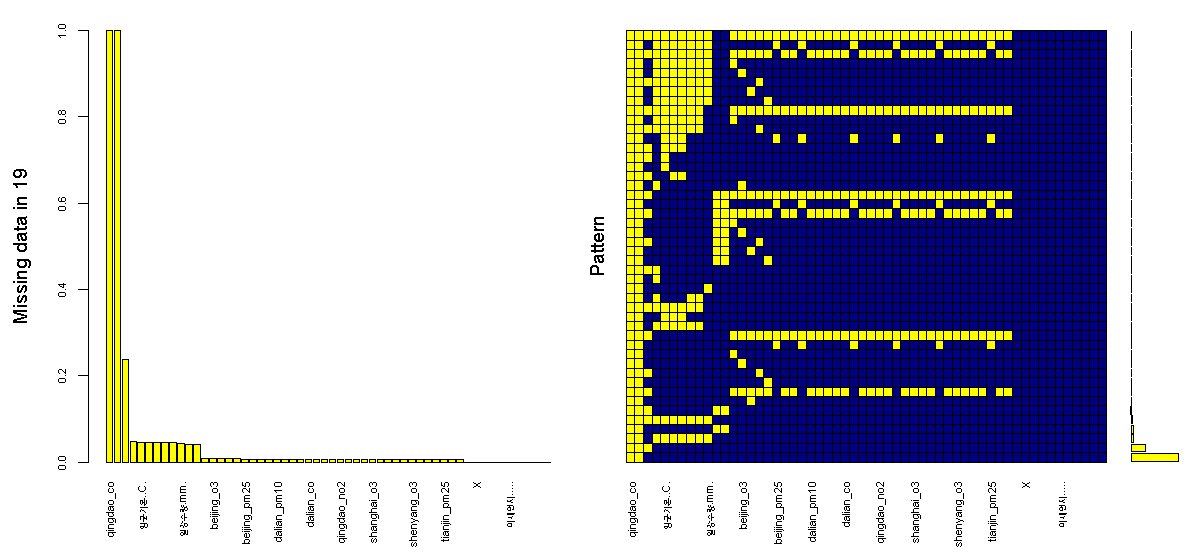 Missing data in 19
0.0
0.2
0.4
0.6
0.8
1.0
qingdao_co
beijing_o3
beijing_pm25
dalian_pm10
dalian_co
qingdao_no2
shanghai_o3
shenyang_o3
tianjin_pm25
X
Pattern
qingdao_co
beijing_o3
beijing_pm25
dalian_pm10
dalian_co
qingdao_no2
shanghai_o3
shenyang_o3
tianjin_pm25
X